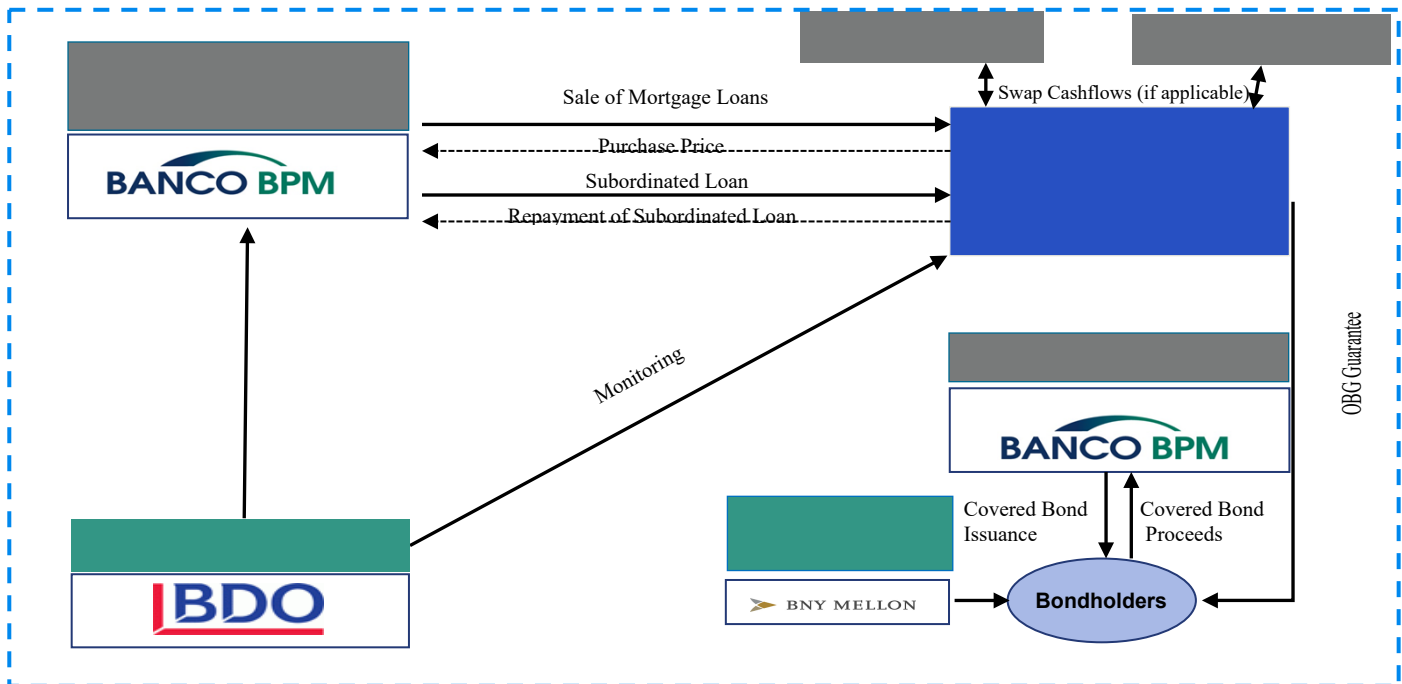 Swap Cashflows (if applicable)
Sale of Mortgage Loans
Purchase Price
Subordinated Loan
Repayment of Subordinated Loan
BANCO BPM
Monitoring
OBG Guarantee
BANCO BPM
Covered Bond
Issuance
Covered Bond
Proceeds
BDO
BNY MELLON
Bondholders